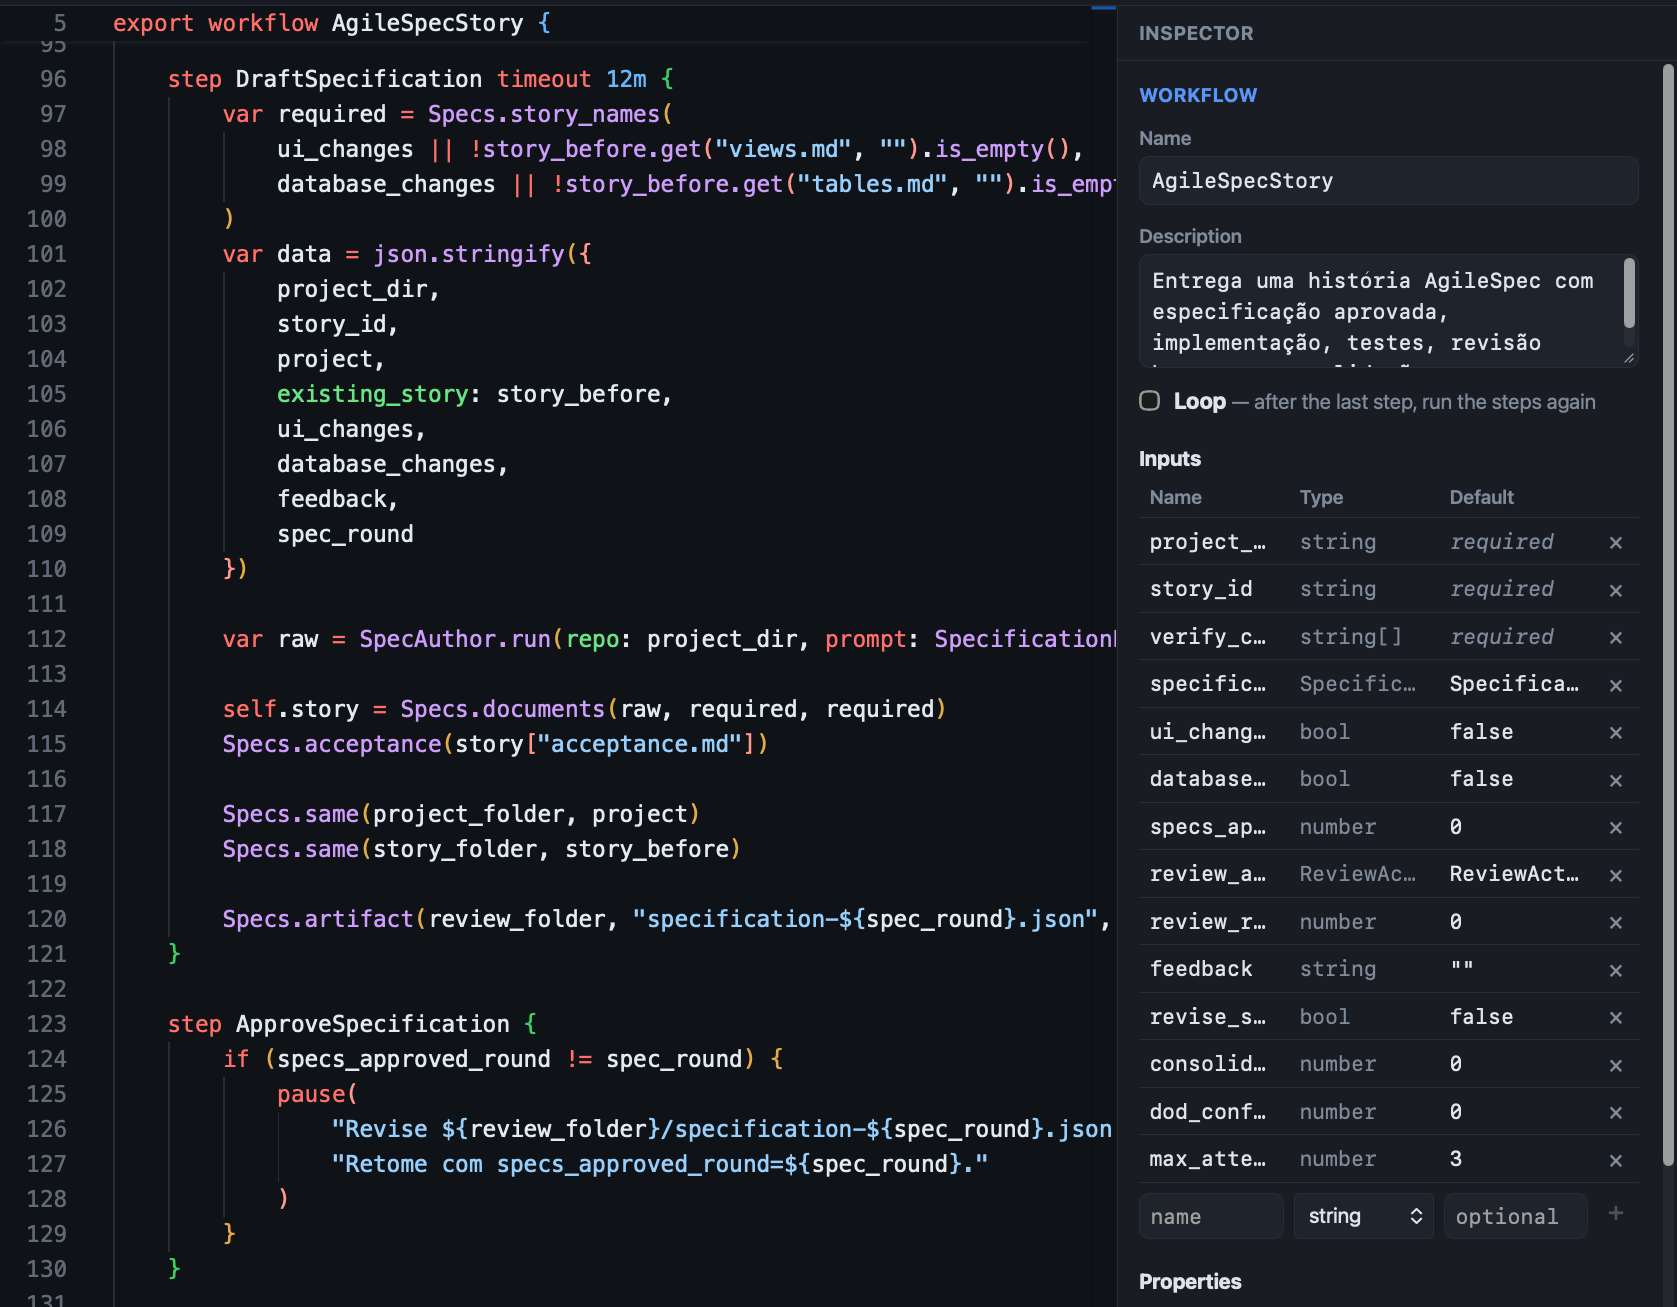 5 export workflow AgileSpecStory {
95
96 step DraftSpecification timeout 12m {
97 var required = Specs.story_names(
98 ui_changes || !story_before.get("views.md", "").is_empty(),
99 database_changes || !story_before.get("tables.md", "").is_emp
100 )
101 var data = json.stringify({
102 project_dir,
103 story_id,
104 project,
105 existing_story: story_before,
106 ui_changes,
107 database_changes,
108 feedback,
109 spec_round
110 })
111
112 var raw = SpecAuthor.run(repo: project_dir, prompt: Specification
113
114 self.story = Specs.documents(raw, required, required)
115 Specs.acceptance(story["acceptance.md"])
116
117 Specs.same(project_folder, project)
118 Specs.same(story_folder, story_before)
119
120 Specs.artifact(review_folder, "specification-${spec_round}.json",
121 }
122
123 step ApproveSpecification {
124 if (specs_approved_round != spec_round) {
125 pause(
126 "Revise ${review_folder}/specification-${spec_round}.json
127 "Retome com specs_approved_round=${spec_round}."
128 )
129 }
130 }
131
INSPECTOR
WORKFLOW
Name
AgileSpecStory
Description
Entrega uma história AgileSpec com
especificação aprovada,
implementação, testes, revisão
Loop — after the last step, run the steps again
Inputs
Name Type Default
project_… string required ×
story_id string required ×
verify_c… string[] required ×
specific… Specific… Specifica… ×
ui_chang… bool false ×
database… bool false ×
specs_ap… number 0 ×
review_a… ReviewAc… ReviewAct… ×
review_r… number 0 ×
feedback string "" ×
revise_s… bool false ×
consolid… number 0 ×
dod_conf… number 0 ×
max_atte… number 3 ×
name string optional +
Properties